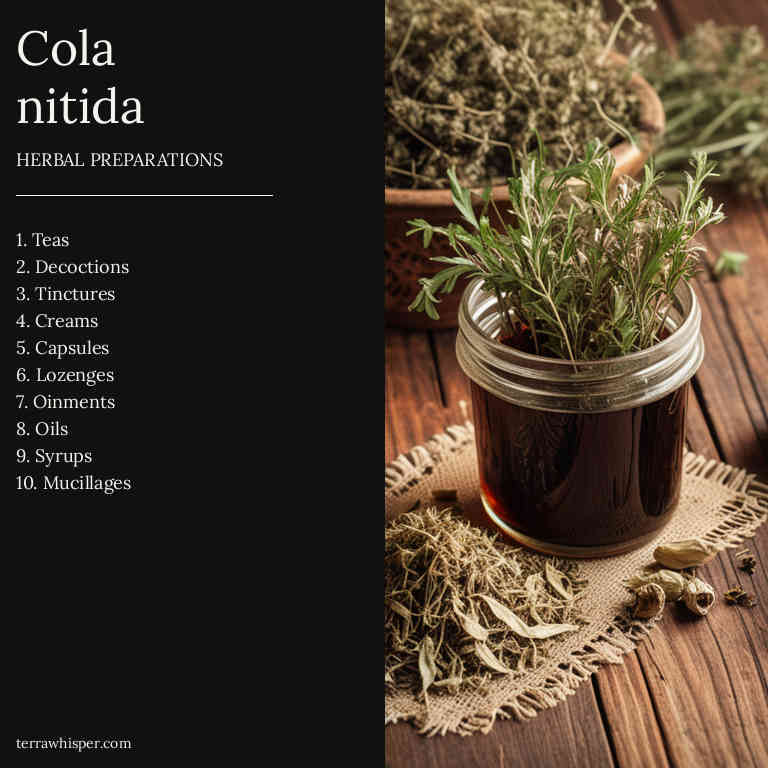 Cola
nitida
HERBAL PREPARATIONS
1. Teas
2. Decoctions
3. Tinctures
4. Creams
5. Capsules
6. Lozenges
7. Oinments
8. Oils
9. Syrups
10. Mucillages
terrawhisper.com